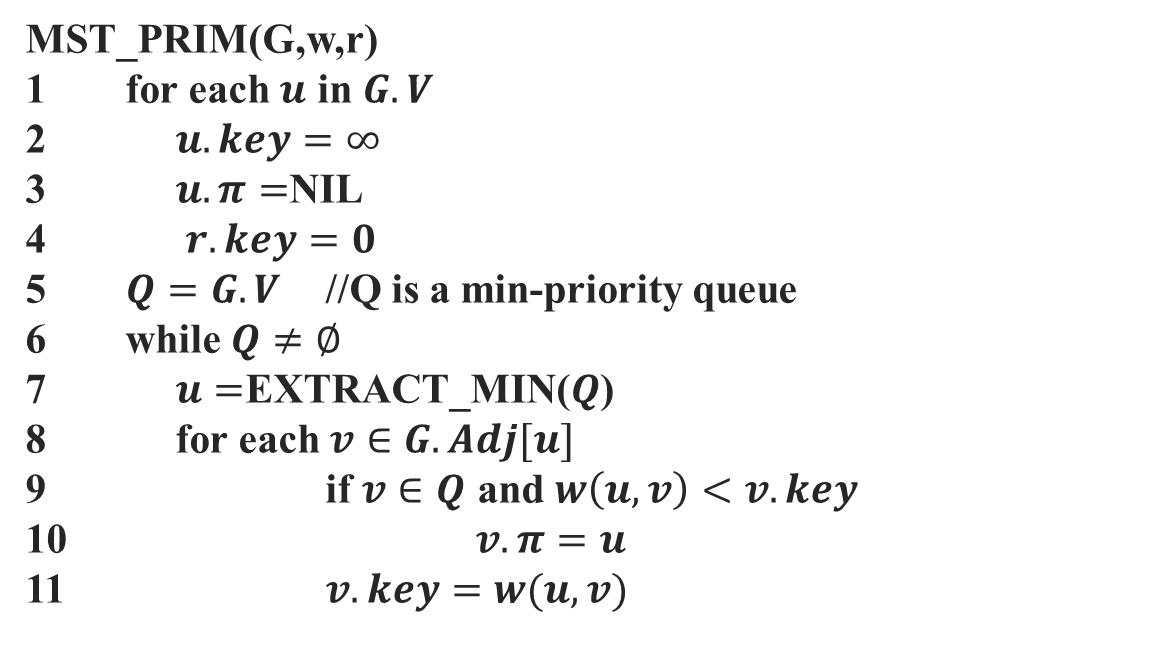 MST_PRIM(G,w,r)
1 for each u in G.V
2 u.key = ∞
3 u.π =NIL
4 r.key = 0
5 Q = G.V //Q is a min-priority queue
6 while Q ≠ ∅
7 u =EXTRACT_MIN(Q)
8 for each v ∈ G.Adj[u]
9 if v ∈ Q and w(u,v) < v.key
10 v.π = u
11 v.key = w(u,v)